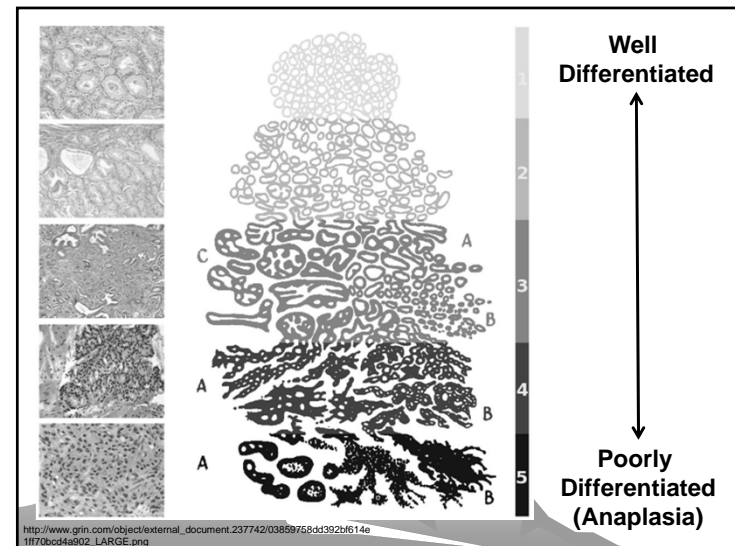 Well
Differentiated
1
2
C
A
3
B
A
4
B
A
5
B
Poorly
Differentiated
(Anaplasia)
http://www.grin.com/object/external_document.237742/03859758dd392bf614e
1ff70bcd4a902_LARGE.png